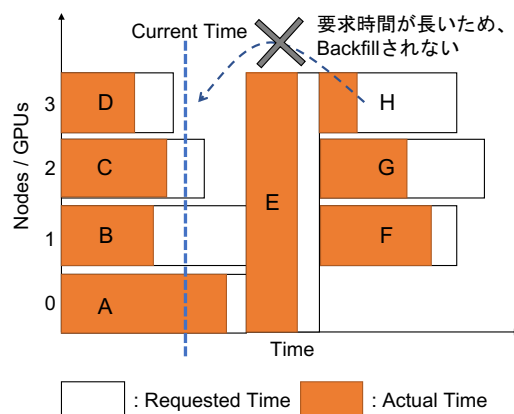 要求時間が長いため、
Backfillされない
Current Time
Nodes / GPUs
3
D
H
2
C
G
E
1
B
F
0
A
Time
: Requested Time
: Actual Time